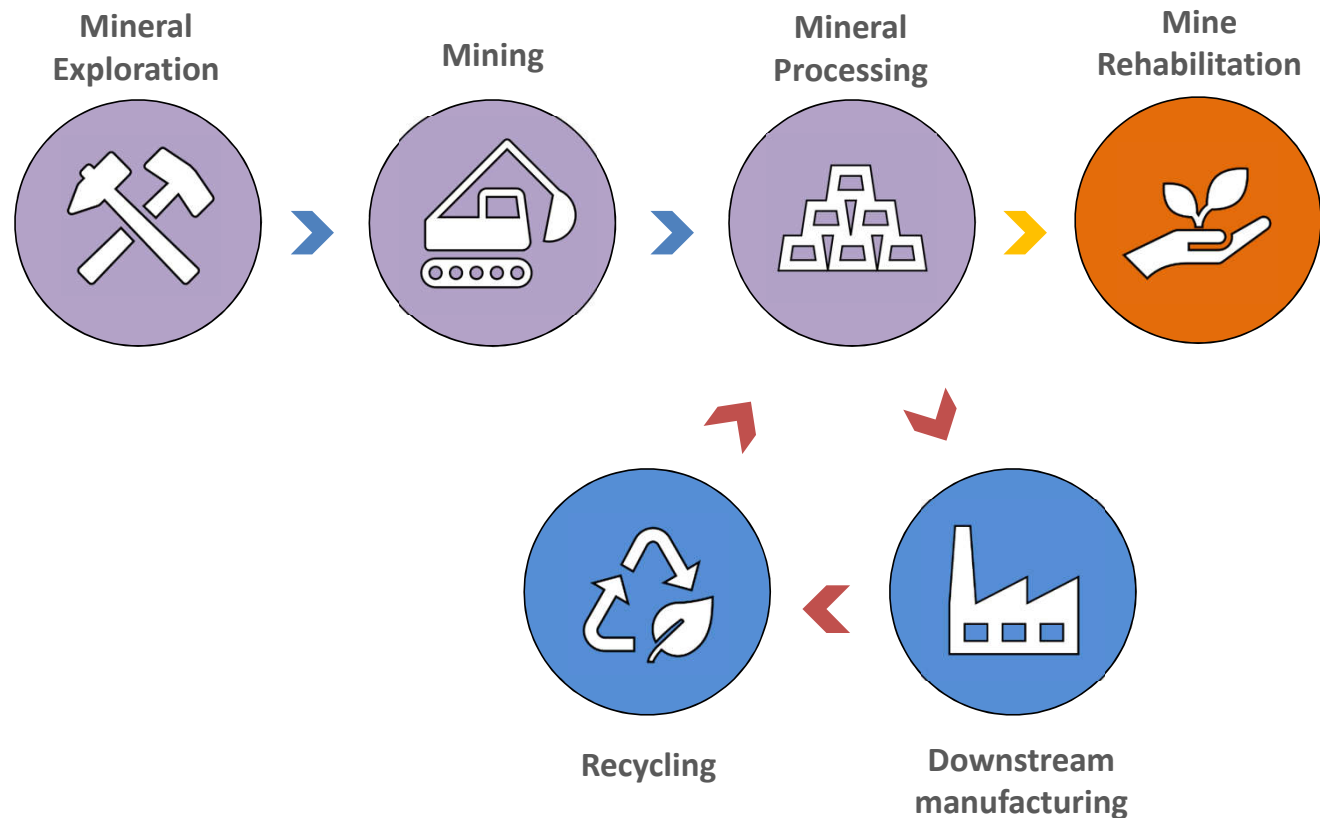 Mineral
Exploration
Mining
Mineral
Processing
Mine
Rehabilitation
Recycling
Downstream
manufacturing